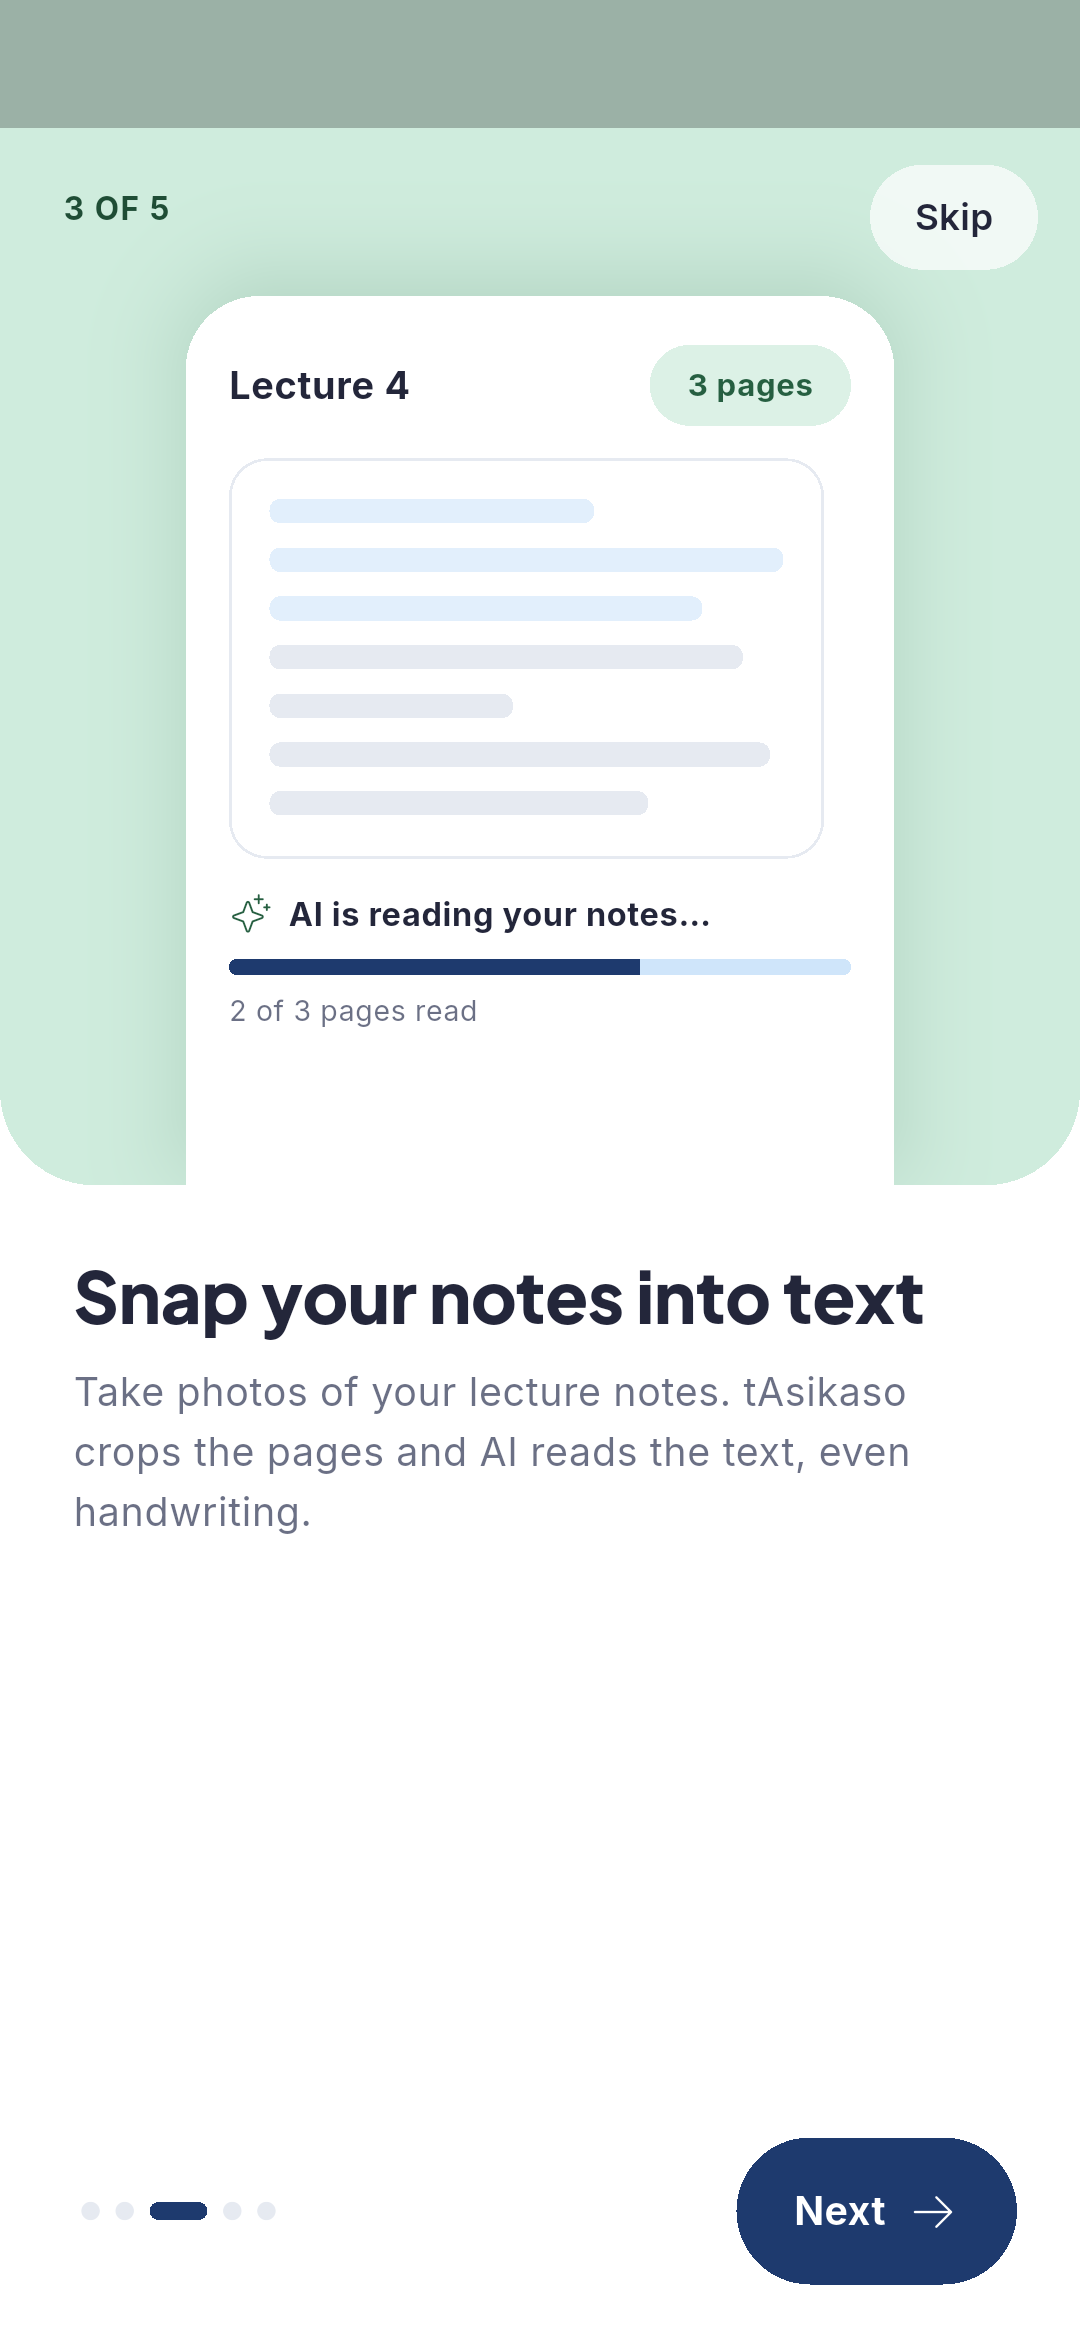 3 OF 5
Skip
Lecture 4
3 pages
AI is reading your notes...
2 of 3 pages read
Snap your notes into text
Take photos of your lecture notes. tAsikaso
crops the pages and AI reads the text, even
handwriting.
Next